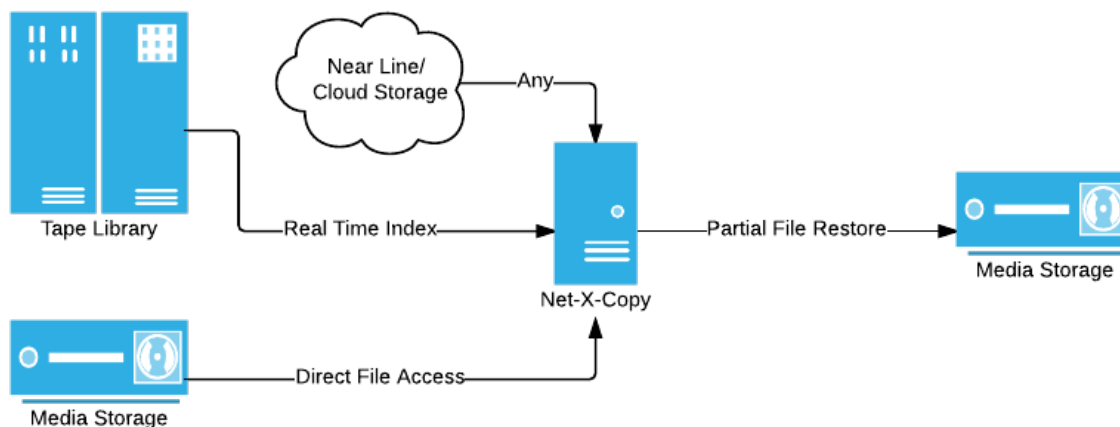 Near Line/
Cloud Storage
Any
Tape Library
Real Time Index
Partial File Restore
Media Storage
Net-X-Copy
Direct File Access
Media Storage